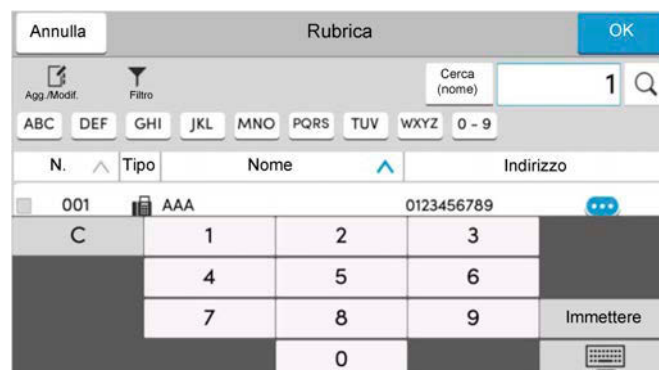 Annulla Rubrica OK
Agg./Modif. Filtro Cerca (nome) 1
ABC DEF GHI JKL MNO PQRS TUV WXYZ 0 - 9
N. Tipo Nome Indirizzo
001 AAA 0123456789
C 1 2 3
4 5 6
7 8 9 Immettere
0